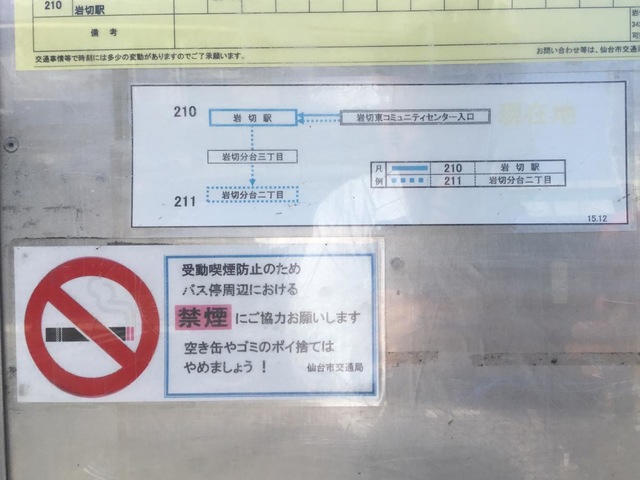 210 岩切駅
備考
交通事情等で時刻には多少の変動がありますのでご了承願います。
お問い合わせ等は、仙台市交通局
210 岩切駅 岩切東コミュニティセンター入口 現在地
岩切分台三丁目
211 岩切分台二丁目
凡例 210 岩切駅
211 岩切分台二丁目
15.12
受動喫煙防止のため
バス停周辺における
禁煙にご協力お願いします
空き缶やゴミのポイ捨ては
やめましょう！ 仙台市交通局